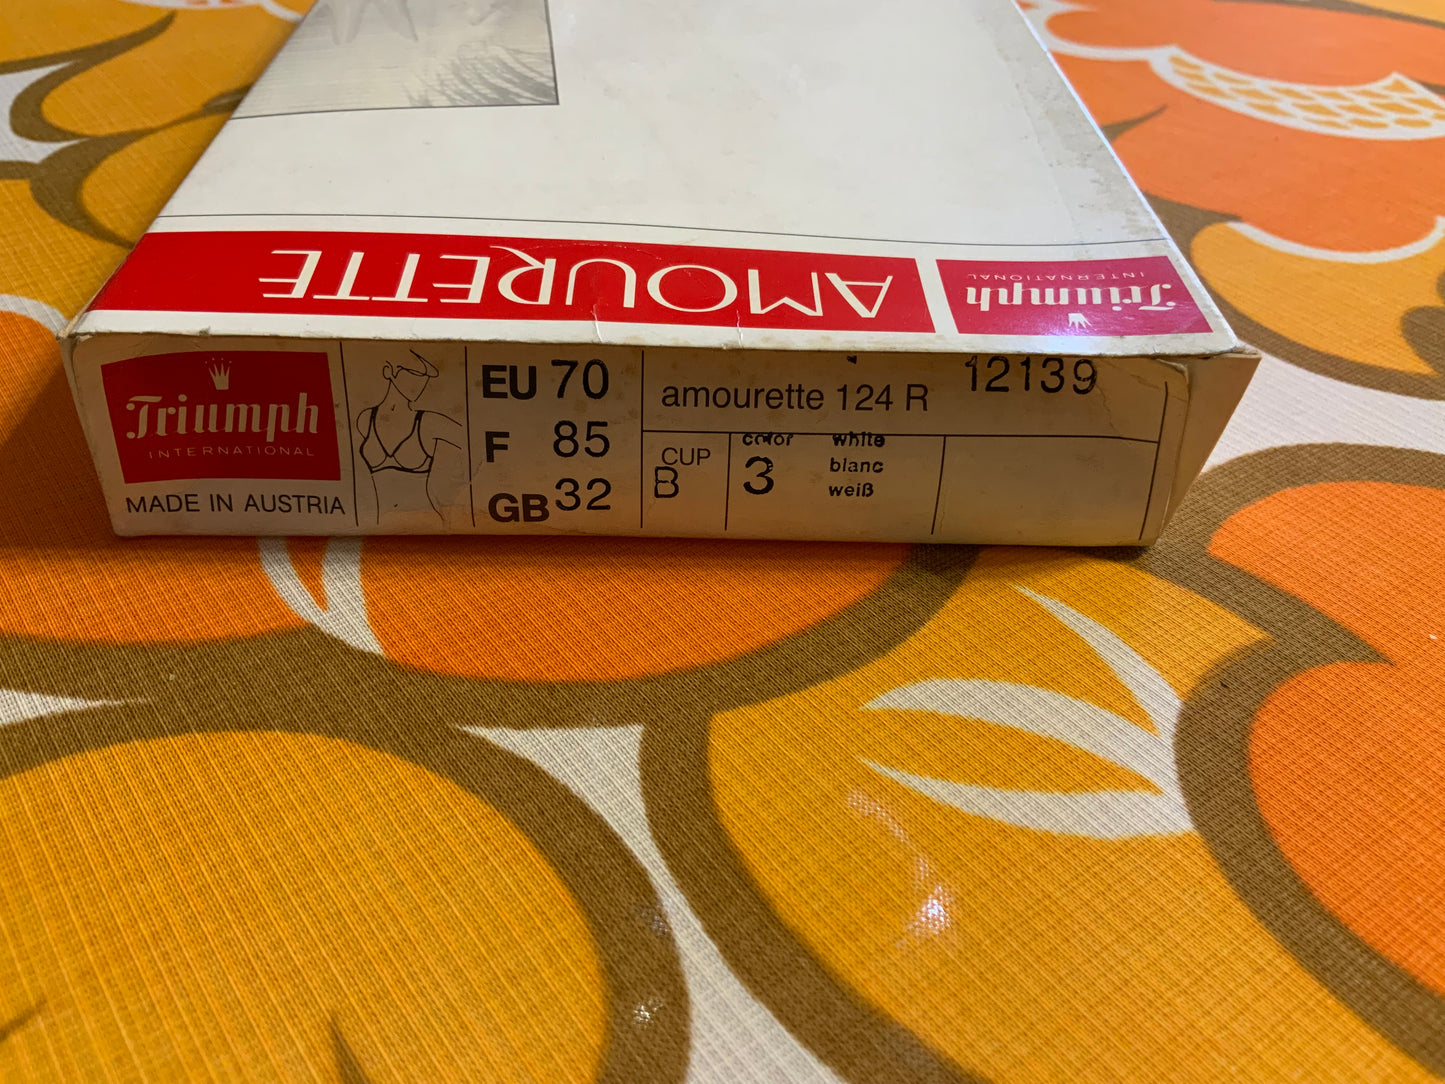 AMOURETTE
Triumph
INTERNATIONAL
Triumph
INTERNATIONAL
MADE IN AUSTRIA
EU 70
F 85
GB 32
amourette 124 R 12139
CUP
B
color
3
white
blanc
weiß